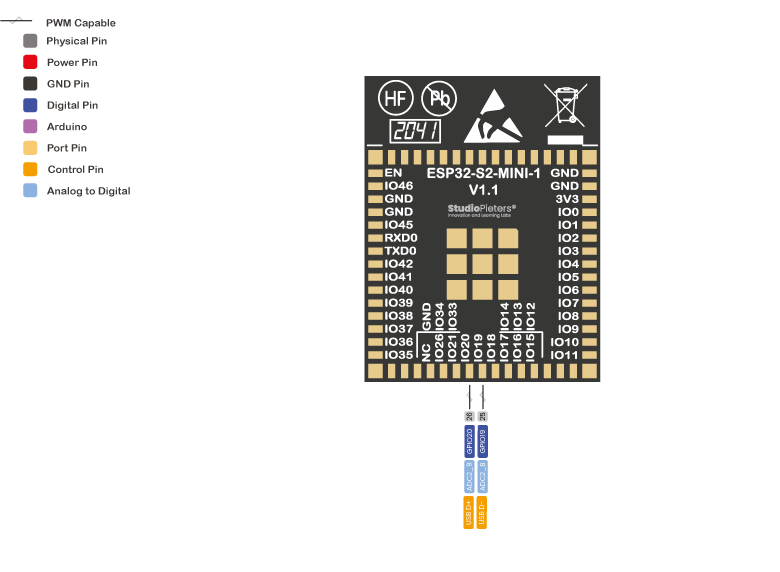 PWM Capable
Physical Pin
Power Pin
GND Pin
Digital Pin
Arduino
Port Pin
Control Pin
Analog to Digital
HF
Pb
2041
ESP32-S2-MINI-1
V1.1
StudioPieters®
Innovation and Learning Labs
EN
IO46
GND
GND
IO45
RXD0
TXD0
IO42
IO41
IO40
IO39
IO38
IO37
IO36
IO35
GND
GND
3V3
IO0
IO1
IO2
IO3
IO4
IO5
IO6
IO7
IO8
IO9
IO10
IO11
GND
IO34
IO33
IO14
IO13
IO12
NC
IO26
IO21
IO20
IO19
IO18
IO17
IO16
IO15
26
GPIO20
ADC2_9
USB D+
25
GPIO19
ADC2_8
USB D-